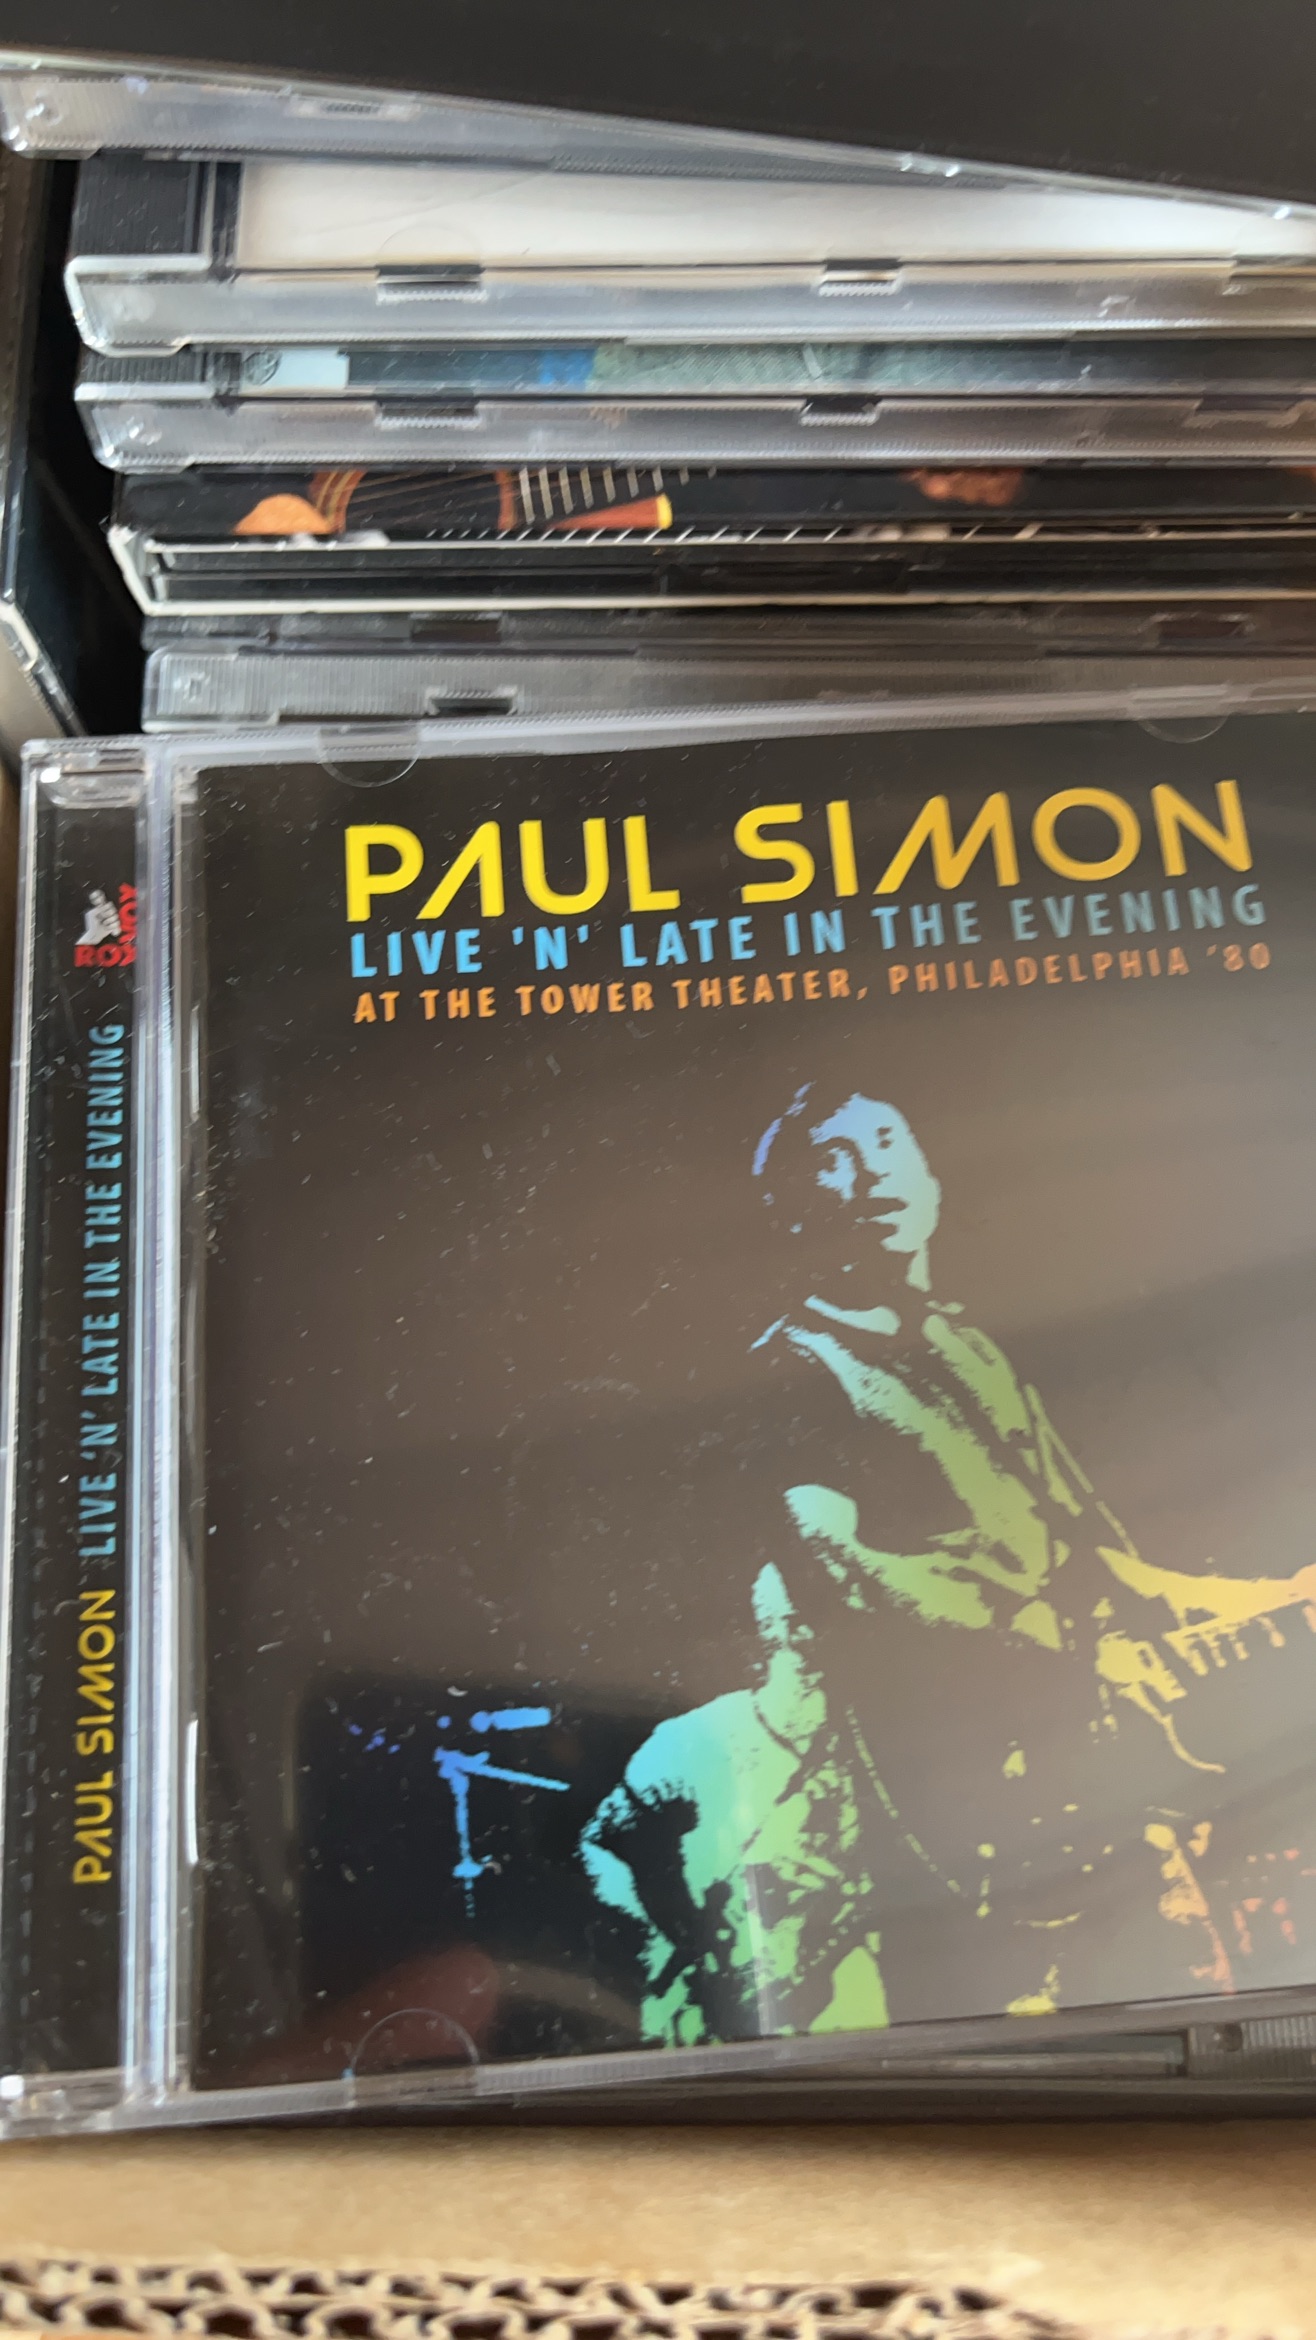 PAUL SIMON
LIVE 'N' LATE IN THE EVENING
AT THE TOWER THEATER, PHILADELPHIA '80
PAUL SIMON LIVE 'N' LATE IN THE EVENING